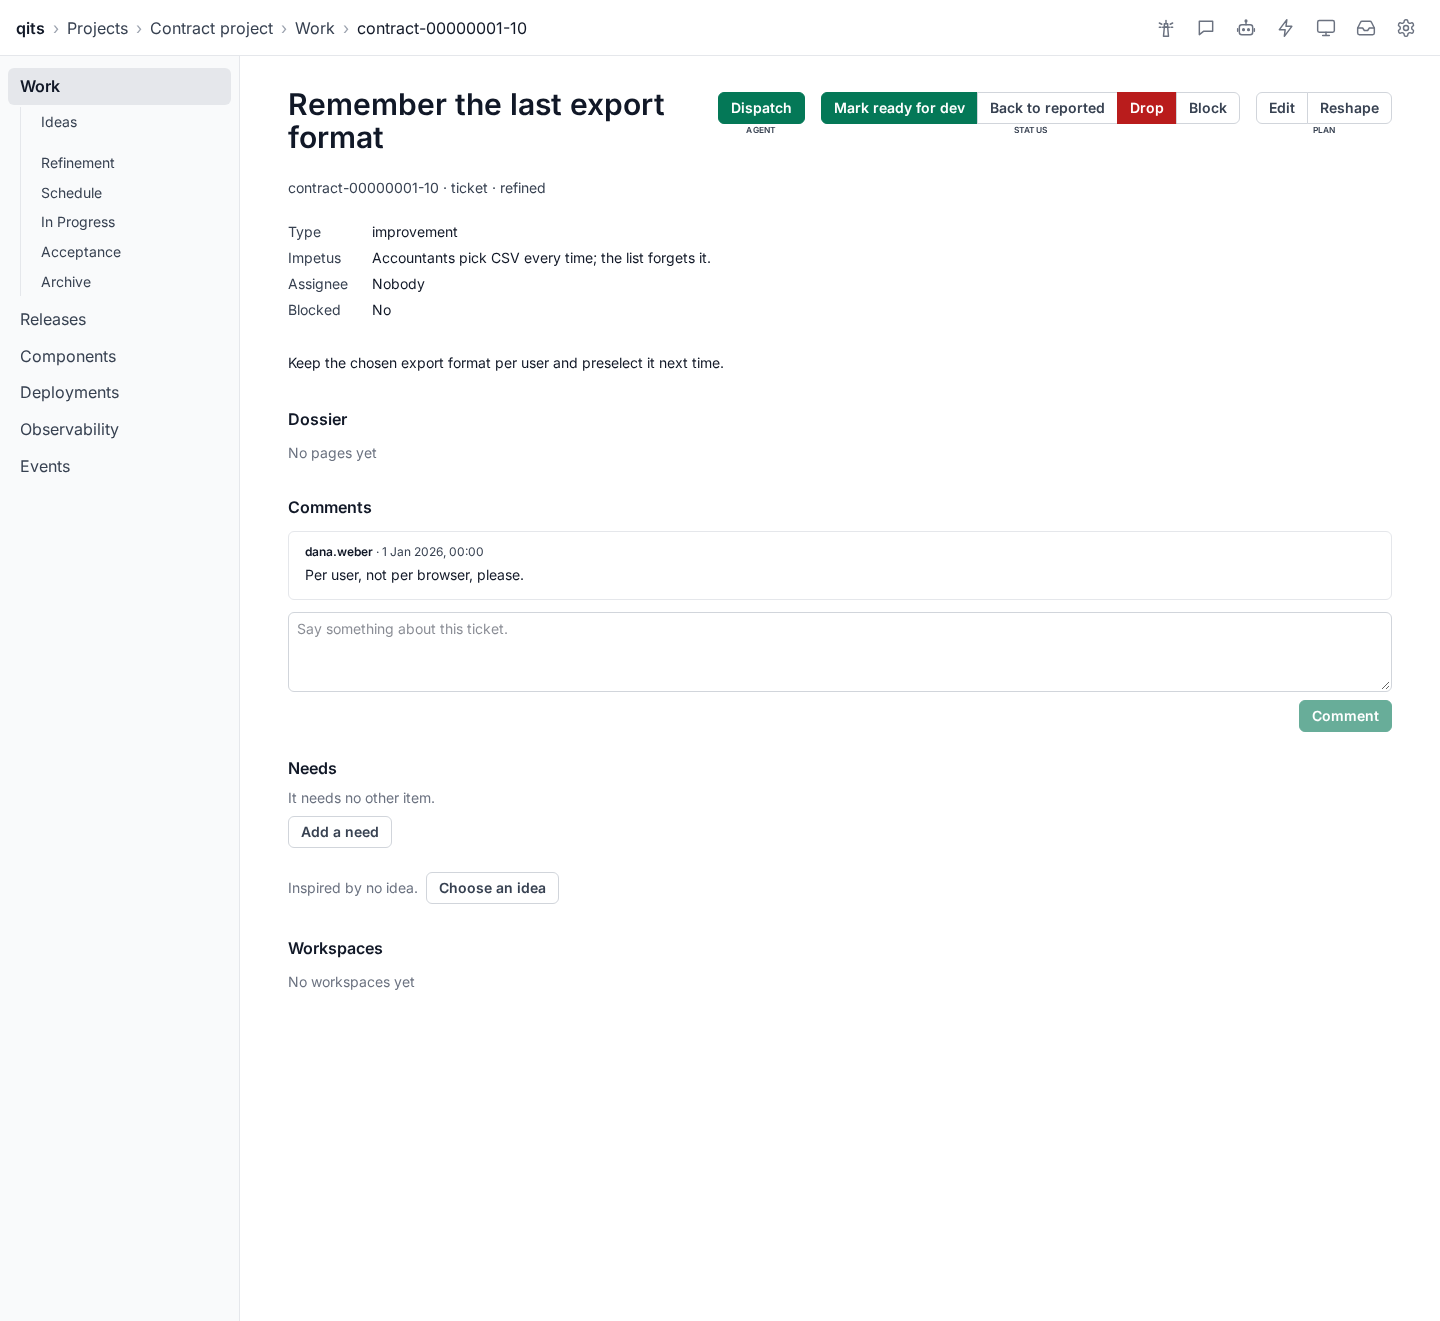 qits › Projects › Contract project › Work › contract-00000001-10
Work
Ideas
Refinement
Schedule
In Progress
Acceptance
Archive
Releases
Components
Deployments
Observability
Events
Remember the last export format
Dispatch
AGENT
Mark ready for dev
Back to reported
Drop
Block
STATUS
Edit
Reshape
PLAN
contract-00000001-10 · ticket · refined
Type improvement
Impetus Accountants pick CSV every time; the list forgets it.
Assignee Nobody
Blocked No
Keep the chosen export format per user and preselect it next time.
Dossier
No pages yet
Comments
dana.weber · 1 Jan 2026, 00:00
Per user, not per browser, please.
Say something about this ticket.
Comment
Needs
It needs no other item.
Add a need
Inspired by no idea. Choose an idea
Workspaces
No workspaces yet